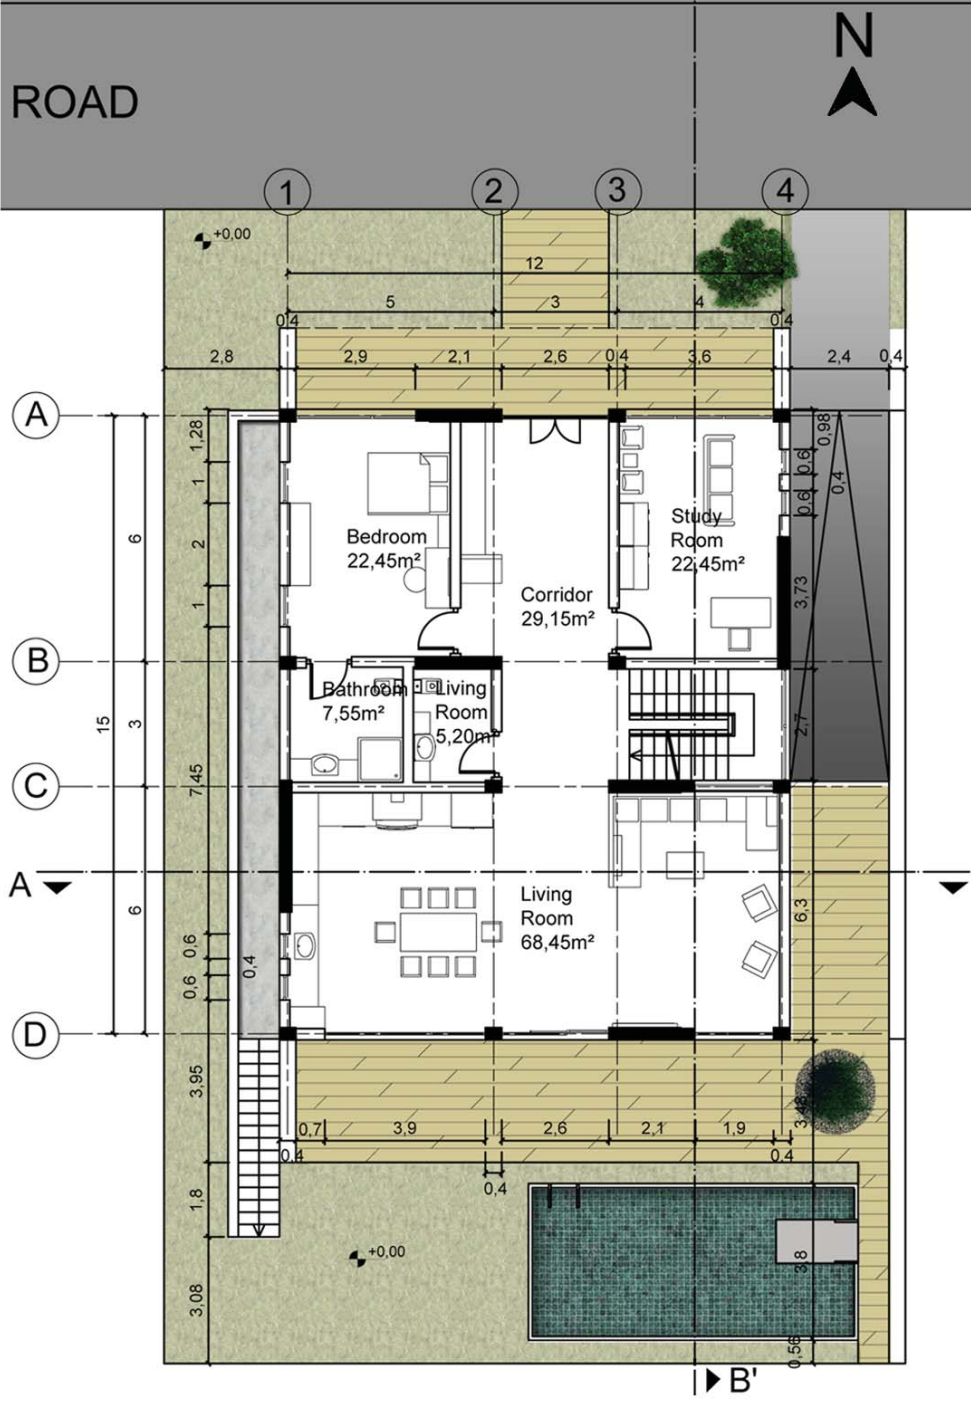 N
ROAD
1
2
3
4
+0,00
12
5
3
4
0,4
0,4
2,8
2,9
2,1
2,6
0,4
3,6
2,4
0,4
A
1,28
0,98
0,6
1
0,4
0,6
6
2
Bedroom
22,45m²
Study
Room
22,45m²
3,73
1
Corridor
29,15m²
B
Bathroom
7,55m²
Living
Room
5,20m²
15
3
2,7
C
7,45
A
Living
Room
68,45m²
6
6,3
0,6
0,4
0,6
D
3,95
3,48
0,7
3,9
2,6
2,1
1,9
0,4
0,4
0,4
1,8
+0,00
3,8
3,08
0,56
B'